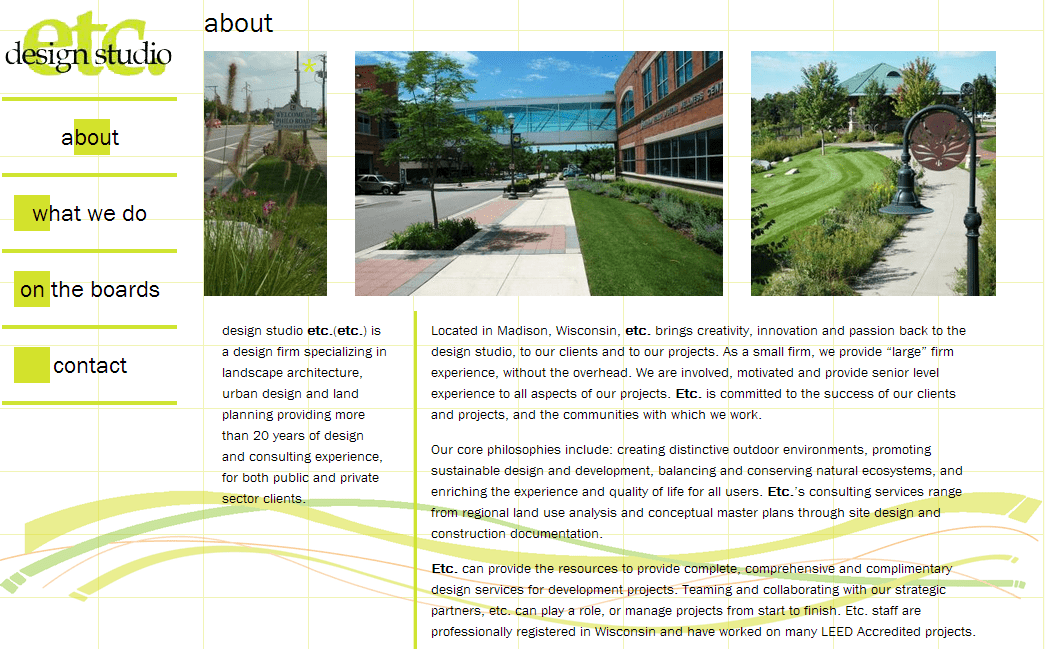 etc.
design studio
about
what we do
on the boards
contact
about
*
WELCOME TO
PHILO ROAD
design studio etc.(etc.) is
a design firm specializing in
landscape architecture,
urban design and land
planning providing more
than 20 years of design
and consulting experience,
for both public and private
sector clients.
Located in Madison, Wisconsin, etc. brings creativity, innovation and passion back to the
design studio, to our clients and to our projects. As a small firm, we provide “large” firm
experience, without the overhead. We are involved, motivated and provide senior level
experience to all aspects of our projects. Etc. is committed to the success of our clients
and projects, and the communities with which we work.
Our core philosophies include: creating distinctive outdoor environments, promoting
sustainable design and development, balancing and conserving natural ecosystems, and
enriching the experience and quality of life for all users. Etc.'s consulting services range
from regional land use analysis and conceptual master plans through site design and
construction documentation.
Etc. can provide the resources to provide complete, comprehensive and complimentary
design services for development projects. Teaming and collaborating with our strategic
partners, etc. can play a role, or manage projects from start to finish. Etc. staff are
professionally registered in Wisconsin and have worked on many LEED Accredited projects.